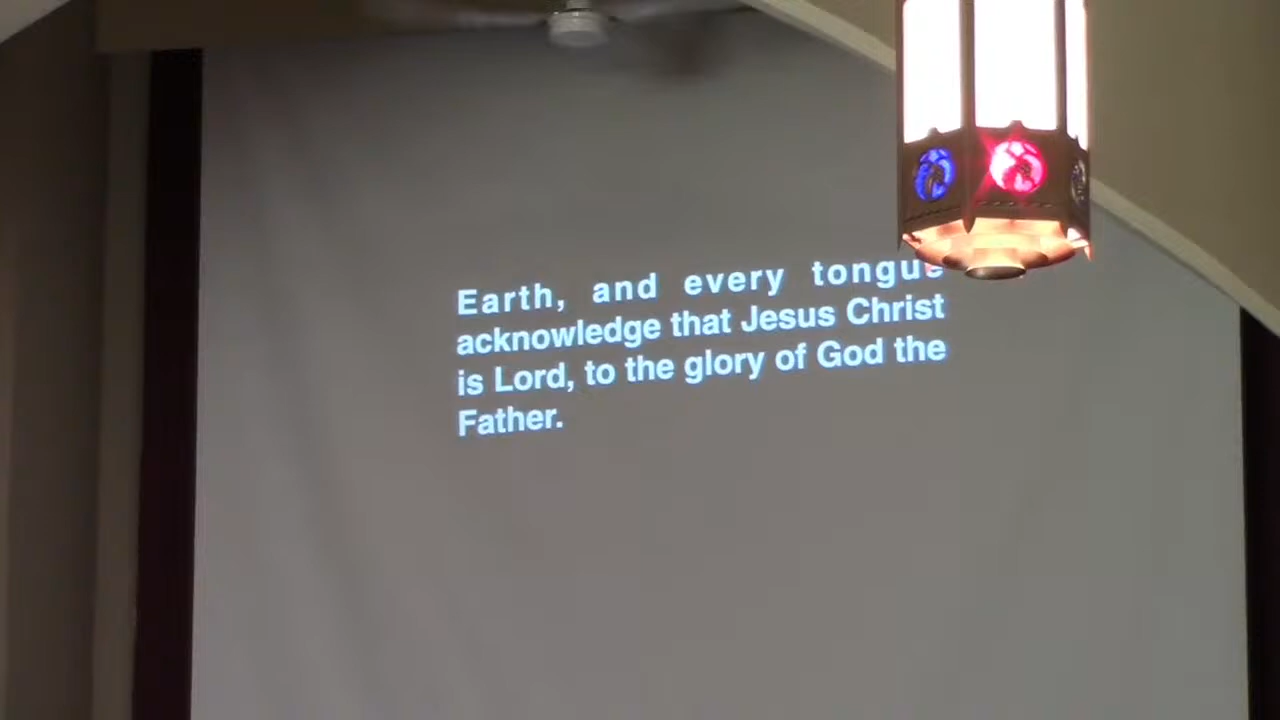 Earth, and every tongue
acknowledge that Jesus Christ
is Lord, to the glory of God the
Father.